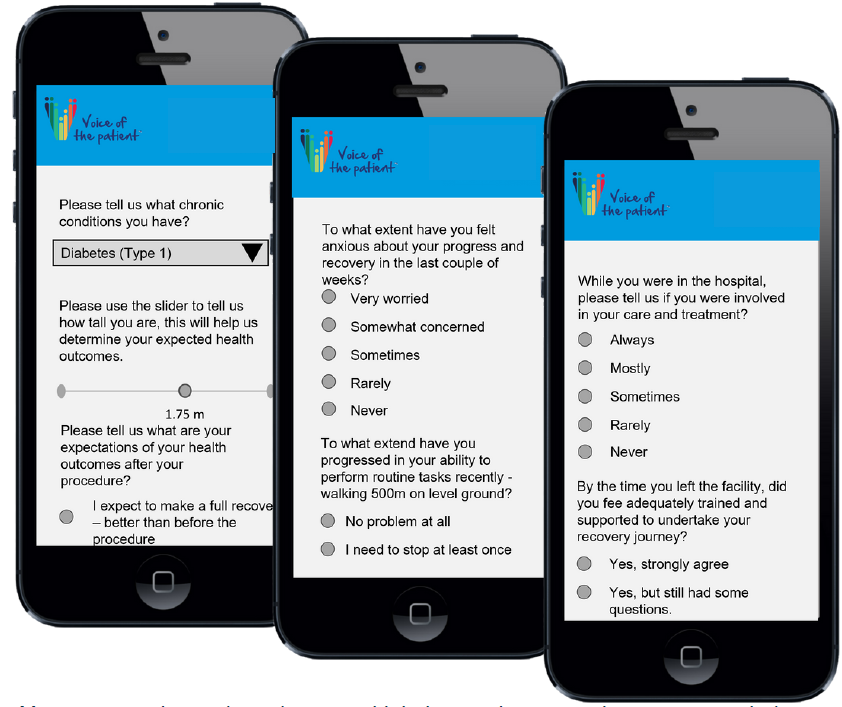 Voice of
the patient
Please tell us what chronic
conditions you have?
Diabetes (Type 1)
Please use the slider to tell us
how tall you are, this will help us
determine your expected health
outcomes.
1.75 m
Please tell us what are your
expectations of your health
outcomes after your
procedure?
I expect to make a full recove
– better than before the
procedure
Voice of
the patient
To what extent have you felt
anxious about your progress and
recovery in the last couple of
weeks?
Very worried
Somewhat concerned
Sometimes
Rarely
Never
To what extend have you
progressed in your ability to
perform routine tasks recently -
walking 500m on level ground?
No problem at all
I need to stop at least once
Voice of
the patient
While you were in the hospital,
please tell us if you were involved
in your care and treatment?
Always
Mostly
Sometimes
Rarely
Never
By the time you left the facility, did
you fee adequately trained and
supported to undertake your
recovery journey?
Yes, strongly agree
Yes, but still had some
questions.